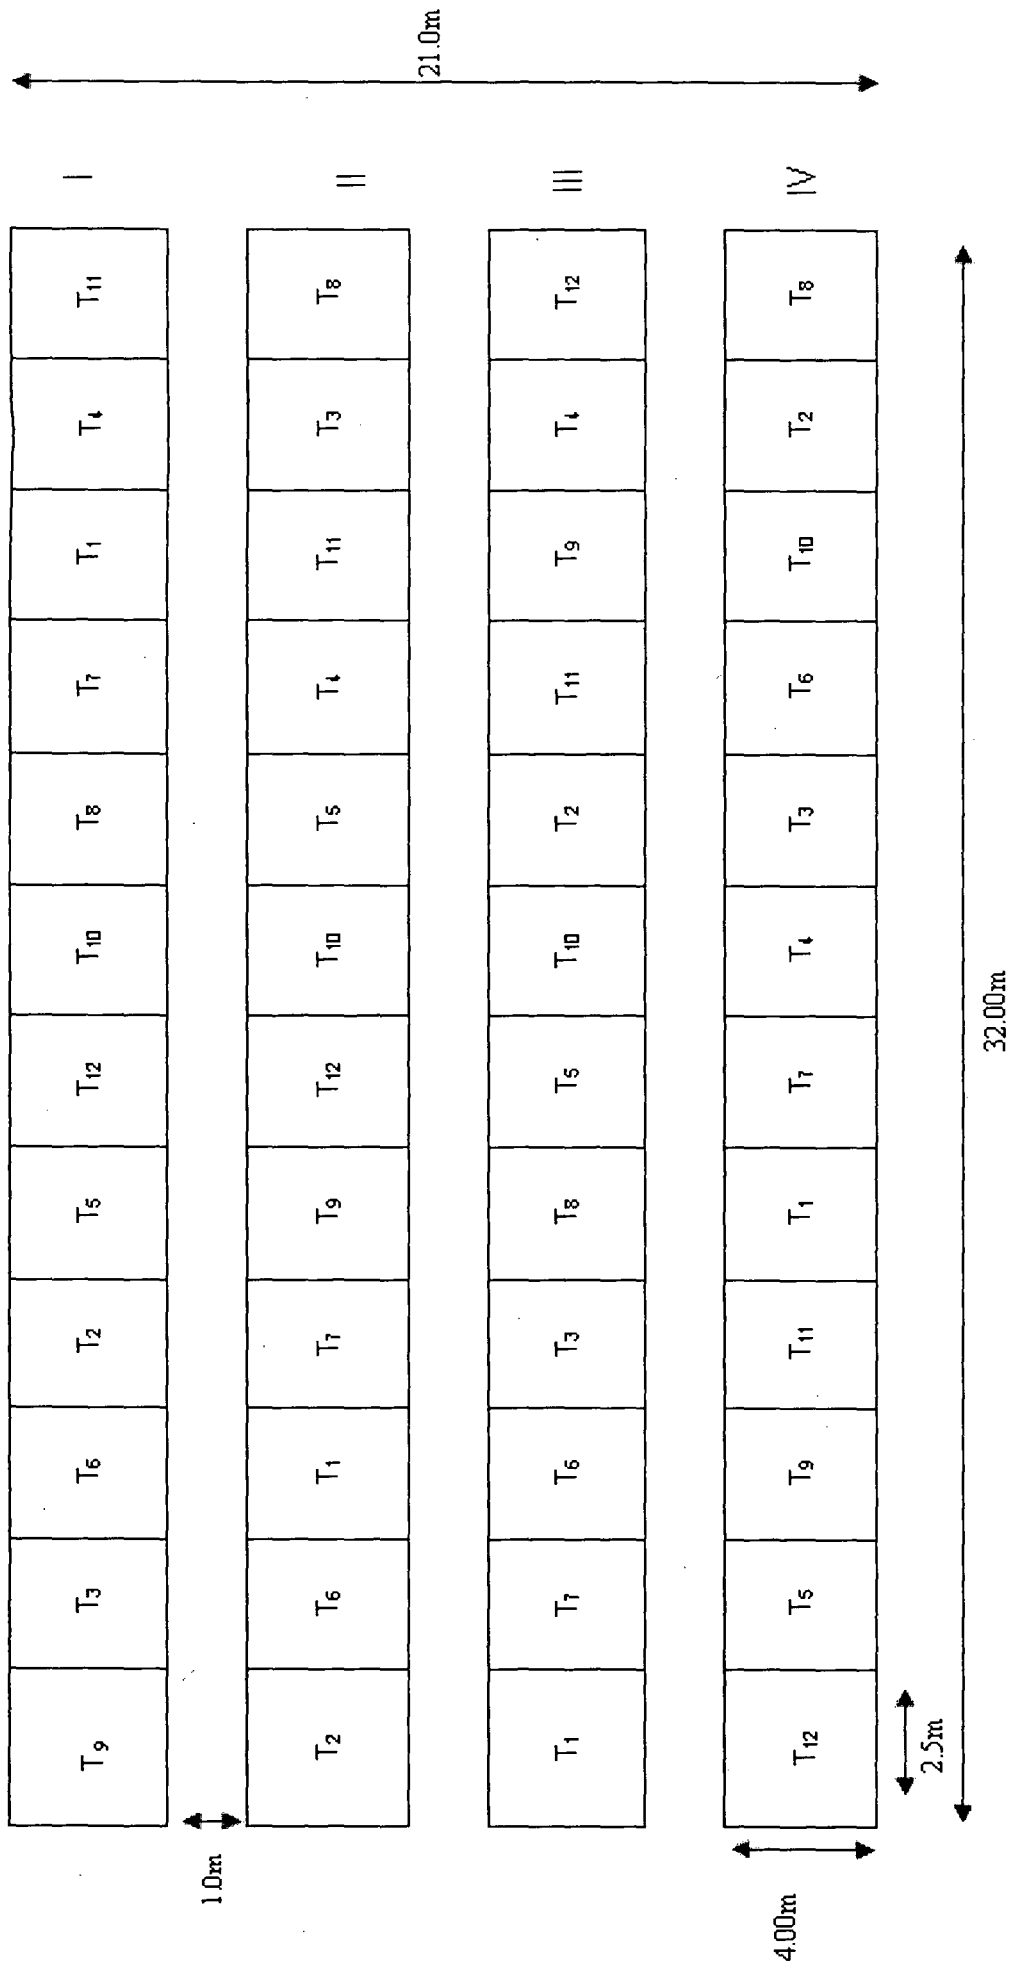 T9 T3 T6 T2 T5 T12 T10 T8 T7 T1 T4 T11 I
1.0m
T2 T6 T1 T7 T9 T12 T10 T5 T4 T11 T3 T8 II
21.0m
T1 T7 T6 T3 T8 T5 T10 T2 T11 T9 T4 T12 III
4.00m
T12 T5 T9 T11 T1 T7 T4 T3 T6 T10 T2 T8 IV
2.5m
32.00m